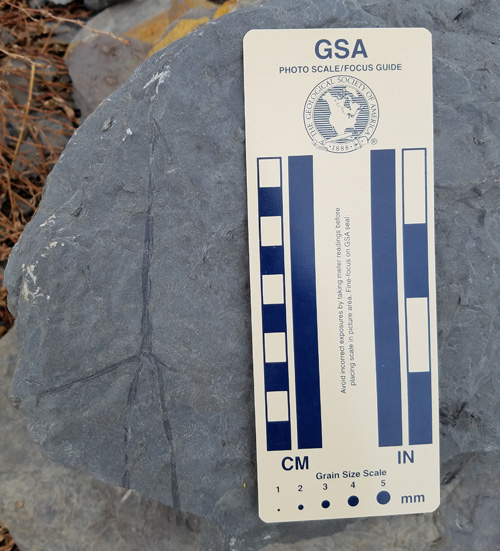 GSA
PHOTO SCALE/FOCUS GUIDE
THE GEOLOGICAL SOCIETY OF AMERICA
1888
®
Avoid incorrect exposures by taking meter readings before
placing scale in picture area. Fine-focus on GSA seal
CM
IN
Grain Size Scale
1 2 3 4 5
mm